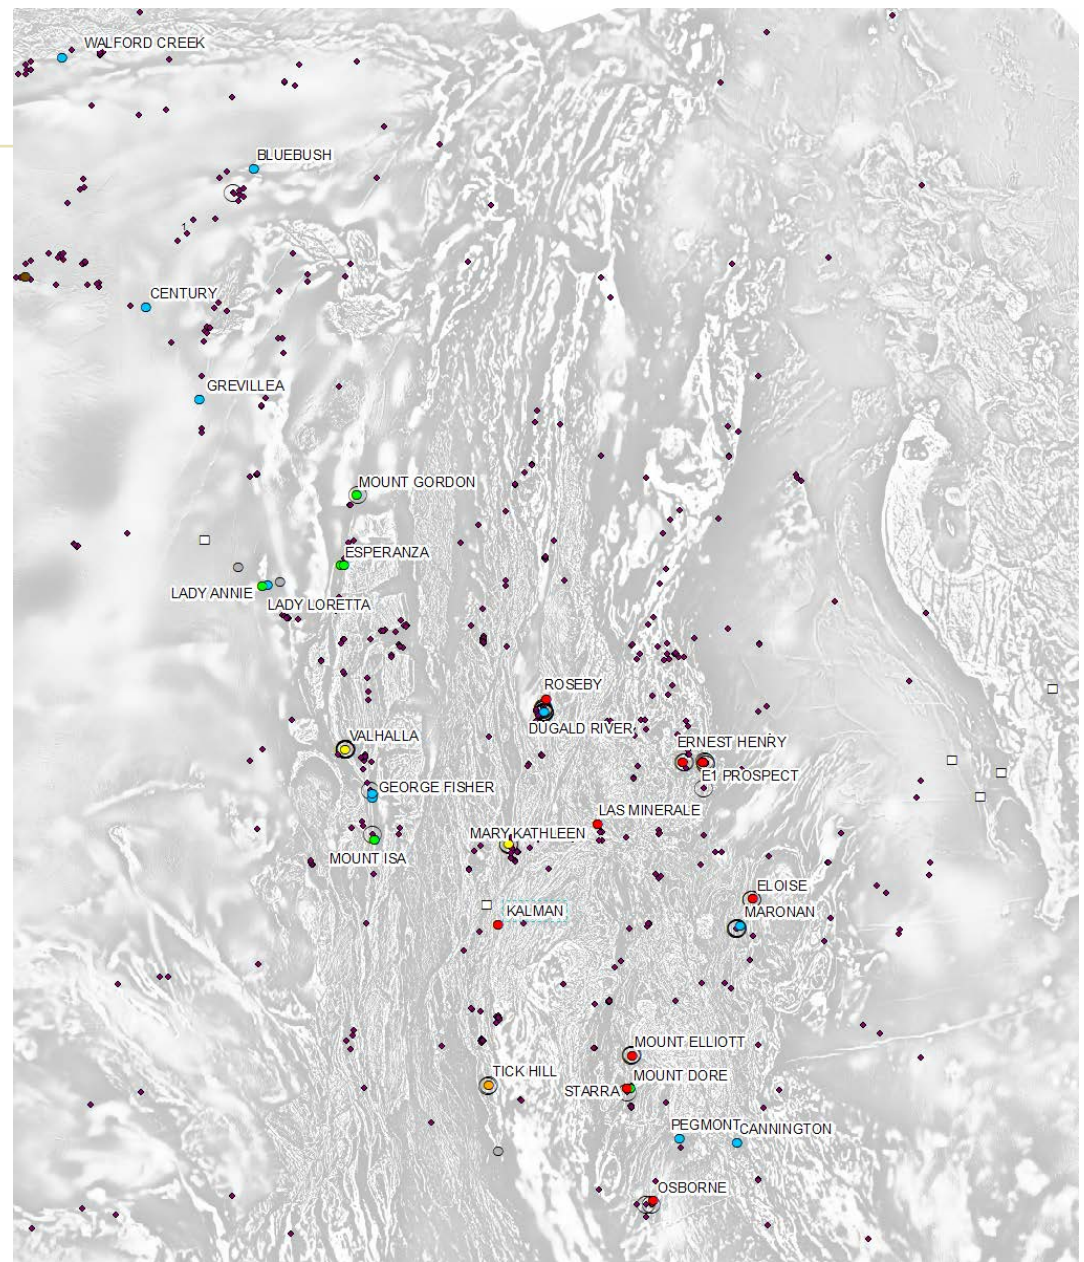 WALFORD CREEK
BLUEBUSH
1
CENTURY
GREVILLEA
MOUNT GORDON
ESPERANZA
LADY ANNIE
LADY LORETTA
ROSEBY
DUGALD RIVER
VALHALLA
ERNEST HENRY
E1 PROSPECT
GEORGE FISHER
LAS MINERALE
MARY KATHLEEN
MOUNT ISA
ELOISE
KALMAN
MARONAN
MOUNT ELLIOTT
TICK HILL
MOUNT DORE
STARRA
PEGMONT
CANNINGTON
OSBORNE